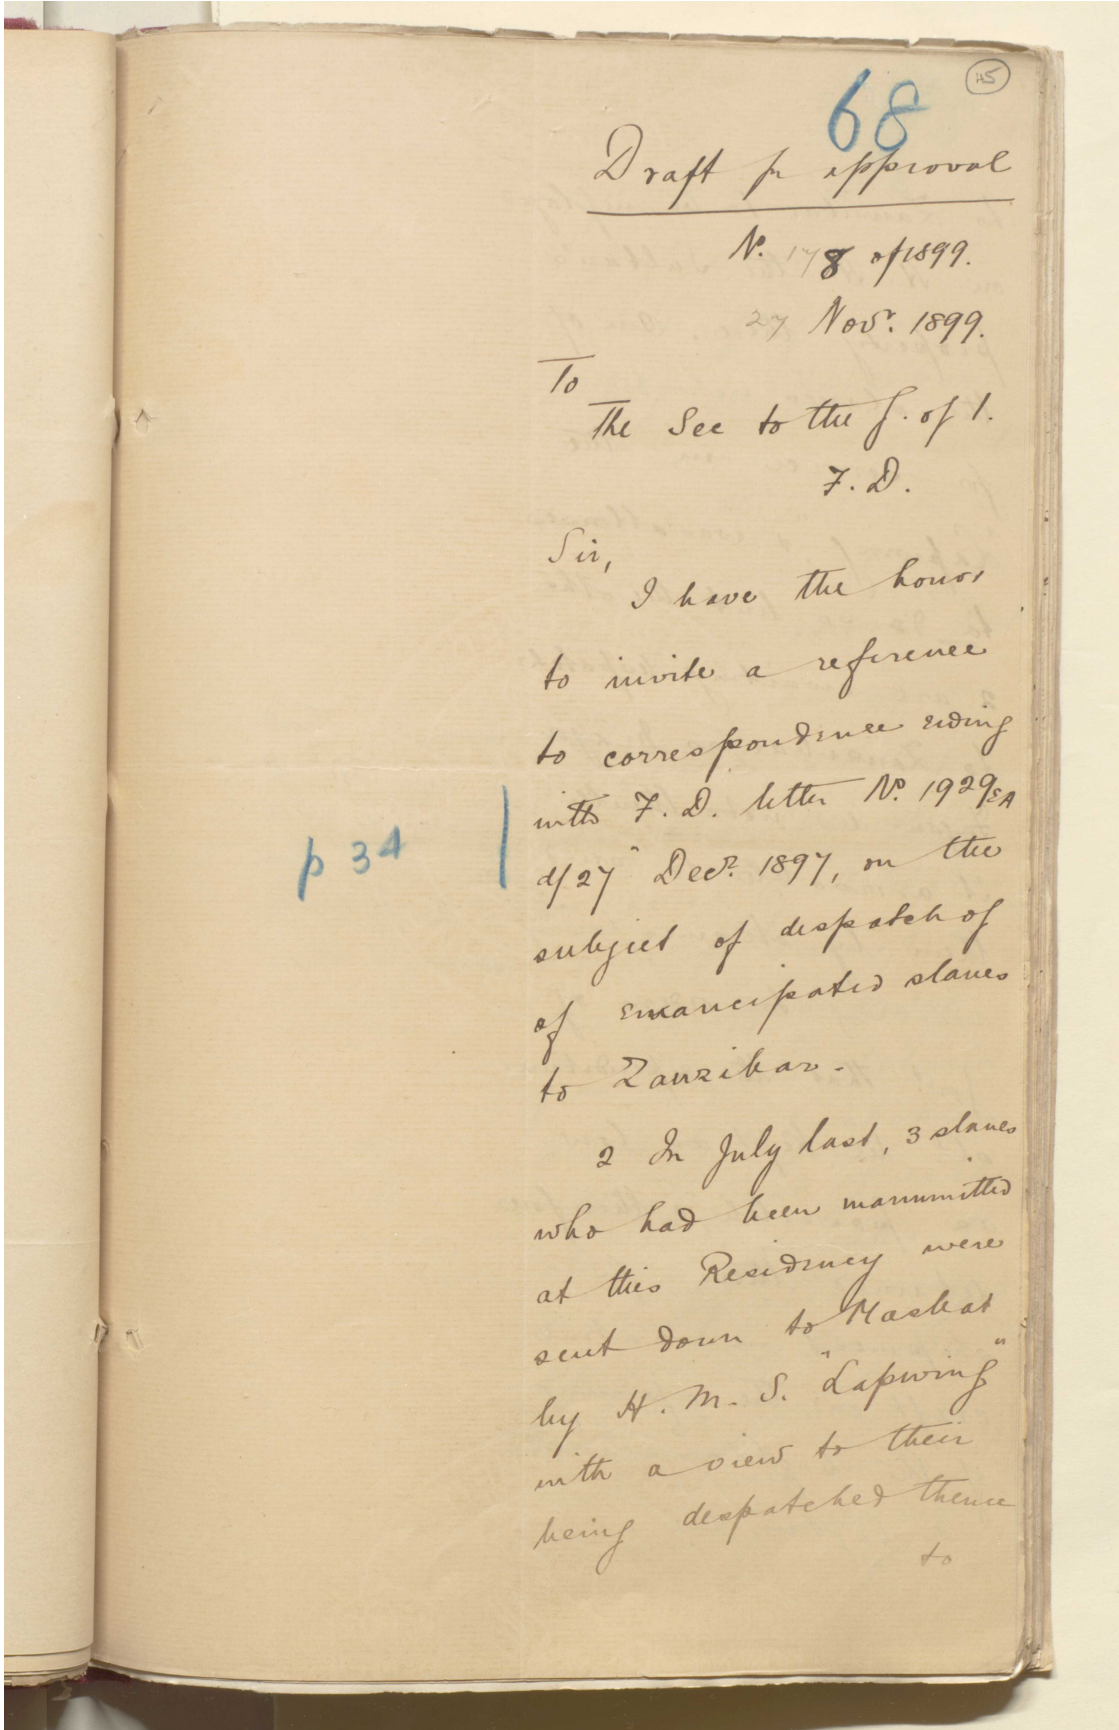 45
68
Draft for approval
No. 178 of 1899.
27 Novr. 1899.
To
The Sec to the G. of I.
F. D.
Sir,
I have the honor
to invite a reference
to correspondence ending
with F. D. letter No. 1929 EA
p 34
d/27" Decr. 1897, on the
subject of despatch of
of emancipated slaves
to Zanzibar.
2 In July last, 3 slaves
who had been manumitted
at this Residency were
sent down to Maskat
by H. M. S. "Lapwing"
with a view to their
being despatched thence
to